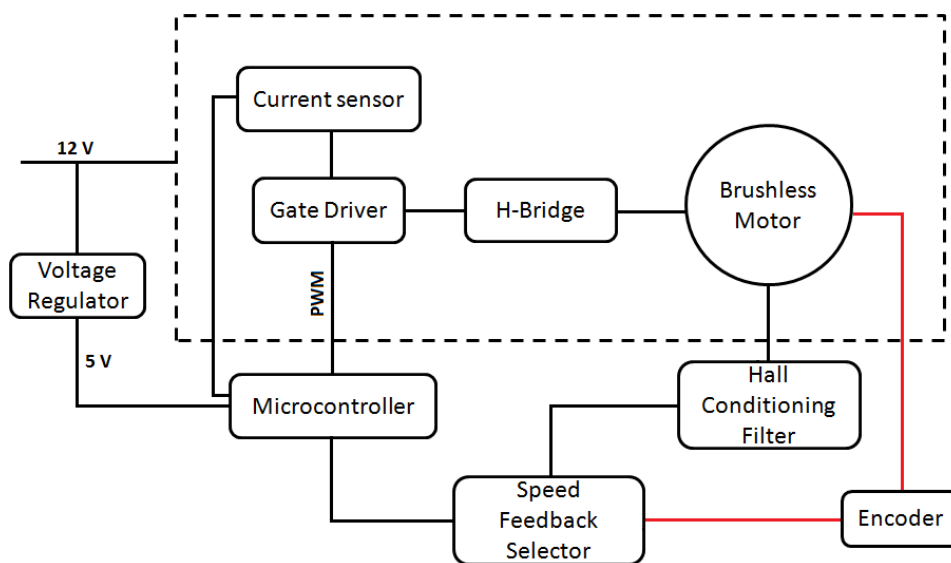 Current sensor
12 V
Gate Driver
H-Bridge
Brushless
Motor
Voltage
Regulator
PWM
5 V
Microcontroller
Hall
Conditioning
Filter
Speed
Feedback
Selector
Encoder